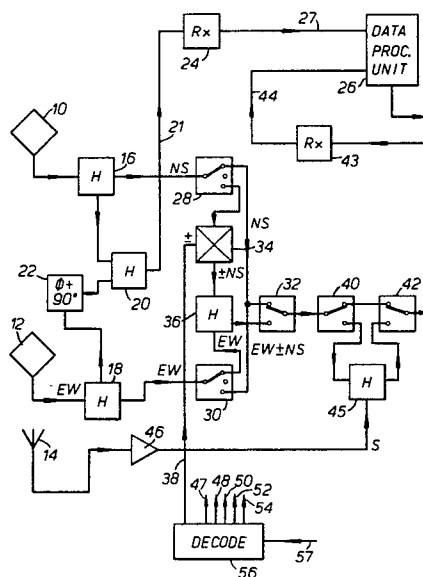 Rx
24
27
DATA
PROC.
UNIT
26
10
21
44
Rx
43
16
H
NS
28
NS
±
34
22
Φ+
90°
H
20
±NS
36
H
32
40
42
12
EW
EW±NS
18
EW
H
EW
30
H
45
46
14
38
S
47
48
50
52
54
DECODE
56
57